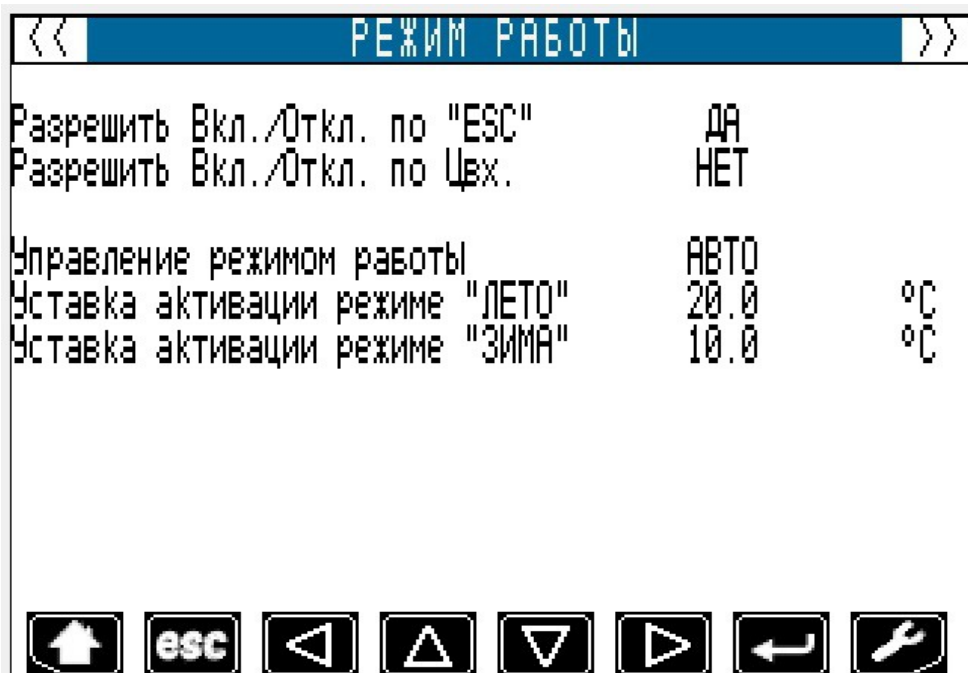 << РЕЖИМ РАБОТЫ >>
Разрешить Вкл./Откл. по "ESC" ДА
Разрешить Вкл./Откл. по Цвх. НЕТ
Управление режимом работы АВТО
Уставка активации режиме "ЛЕТО" 20.0 °C
Уставка активации режиме "ЗИМА" 10.0 °C
esc